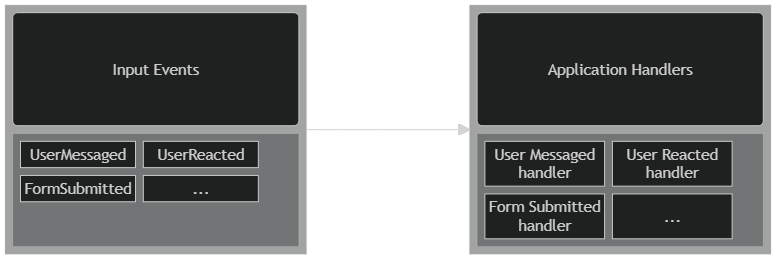 Input Events
UserMessaged
UserReacted
FormSubmitted
...
Application Handlers
User Messaged
handler
User Reacted
handler
Form Submitted
handler
...